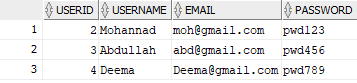 USERID USERNAME EMAIL PASSWORD
1 2 Mohannad moh@gmail.com pwd123
2 3 Abdullah abd@gmail.com pwd456
3 4 Deema Deema@gmail.com pwd789